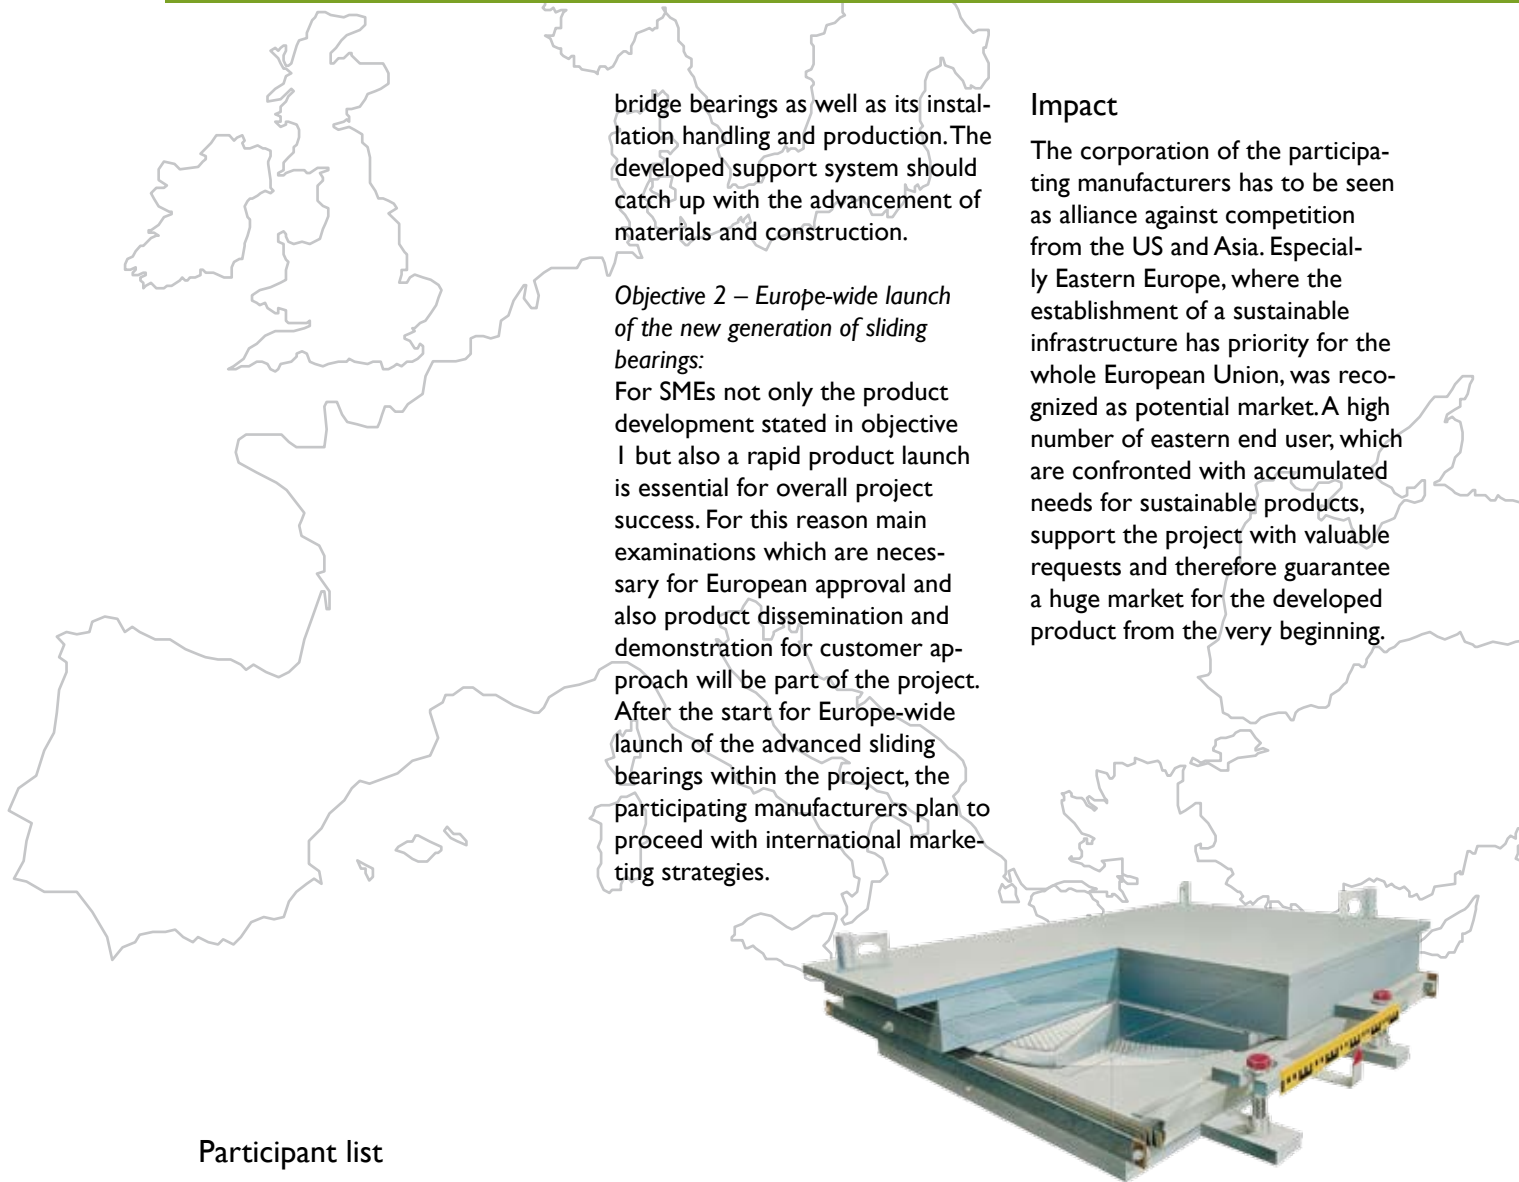 bridge bearings as well as its instal-
lation handling and production. The
developed support system should
catch up with the advancement of
materials and construction.
Objective 2 – Europe-wide launch
of the new generation of sliding
bearings:
For SMEs not only the product
development stated in objective
1 but also a rapid product launch
is essential for overall project
success. For this reason main
examinations which are neces-
sary for European approval and
also product dissemination and
demonstration for customer ap-
proach will be part of the project.
After the start for Europe-wide
launch of the advanced sliding
bearings within the project, the
participating manufacturers plan to
proceed with international marke-
ting strategies.
Impact
The corporation of the participa-
ting manufacturers has to be seen
as alliance against competition
from the US and Asia. Especial-
ly Eastern Europe, where the
establishment of a sustainable
infrastructure has priority for the
whole European Union, was reco-
gnized as potential market. A high
number of eastern end user, which
are confronted with accumulated
needs for sustainable products,
support the project with valuable
requests and therefore guarantee
a huge market for the developed
product from the very beginning.
Participant list